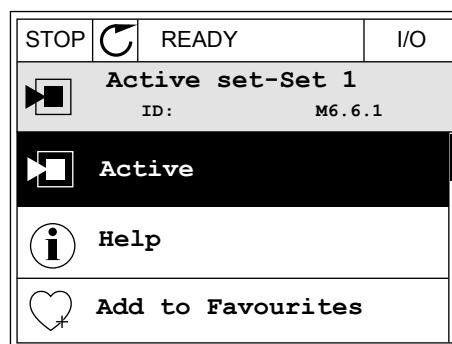 STOP READY I/O
Active set-Set 1
ID: M6.6.1
Active
Help
Add to Favourites